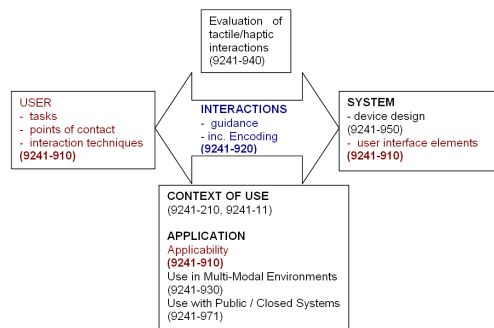 Evaluation of
tactile/haptic
interactions
(9241-940)
USER
- tasks
- points of contact
- interaction techniques
(9241-910)
INTERACTIONS
- guidance
- inc. Encoding
(9241-920)
SYSTEM
- device design
(9241-950)
- user interface elements
(9241-910)
CONTEXT OF USE
(9241-210, 9241-11)
APPLICATION
Applicability
(9241-910)
Use in Multi-Modal Environments
(9241-930)
Use with Public / Closed Systems
(9241-971)